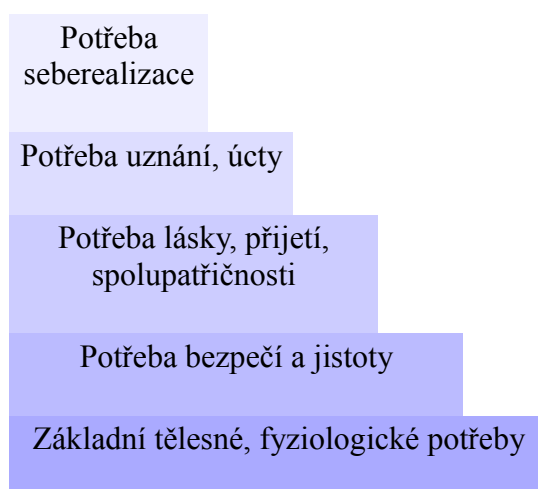 Potřeba
seberealizace
Potřeba uznání, úcty
Potřeba lásky, přijetí,
spolupatřičnosti
Potřeba bezpečí a jistoty
Základní tělesné, fyziologické potřeby